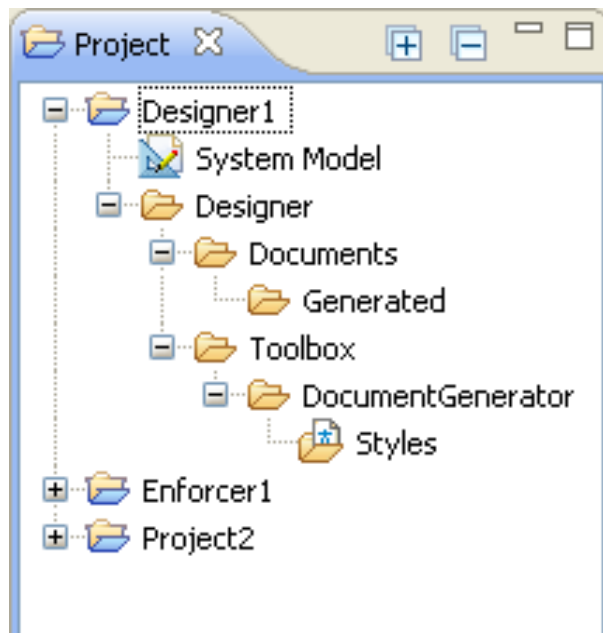 Project
Designer1
System Model
Designer
Documents
Generated
Toolbox
DocumentGenerator
Styles
Enforcer1
Project2